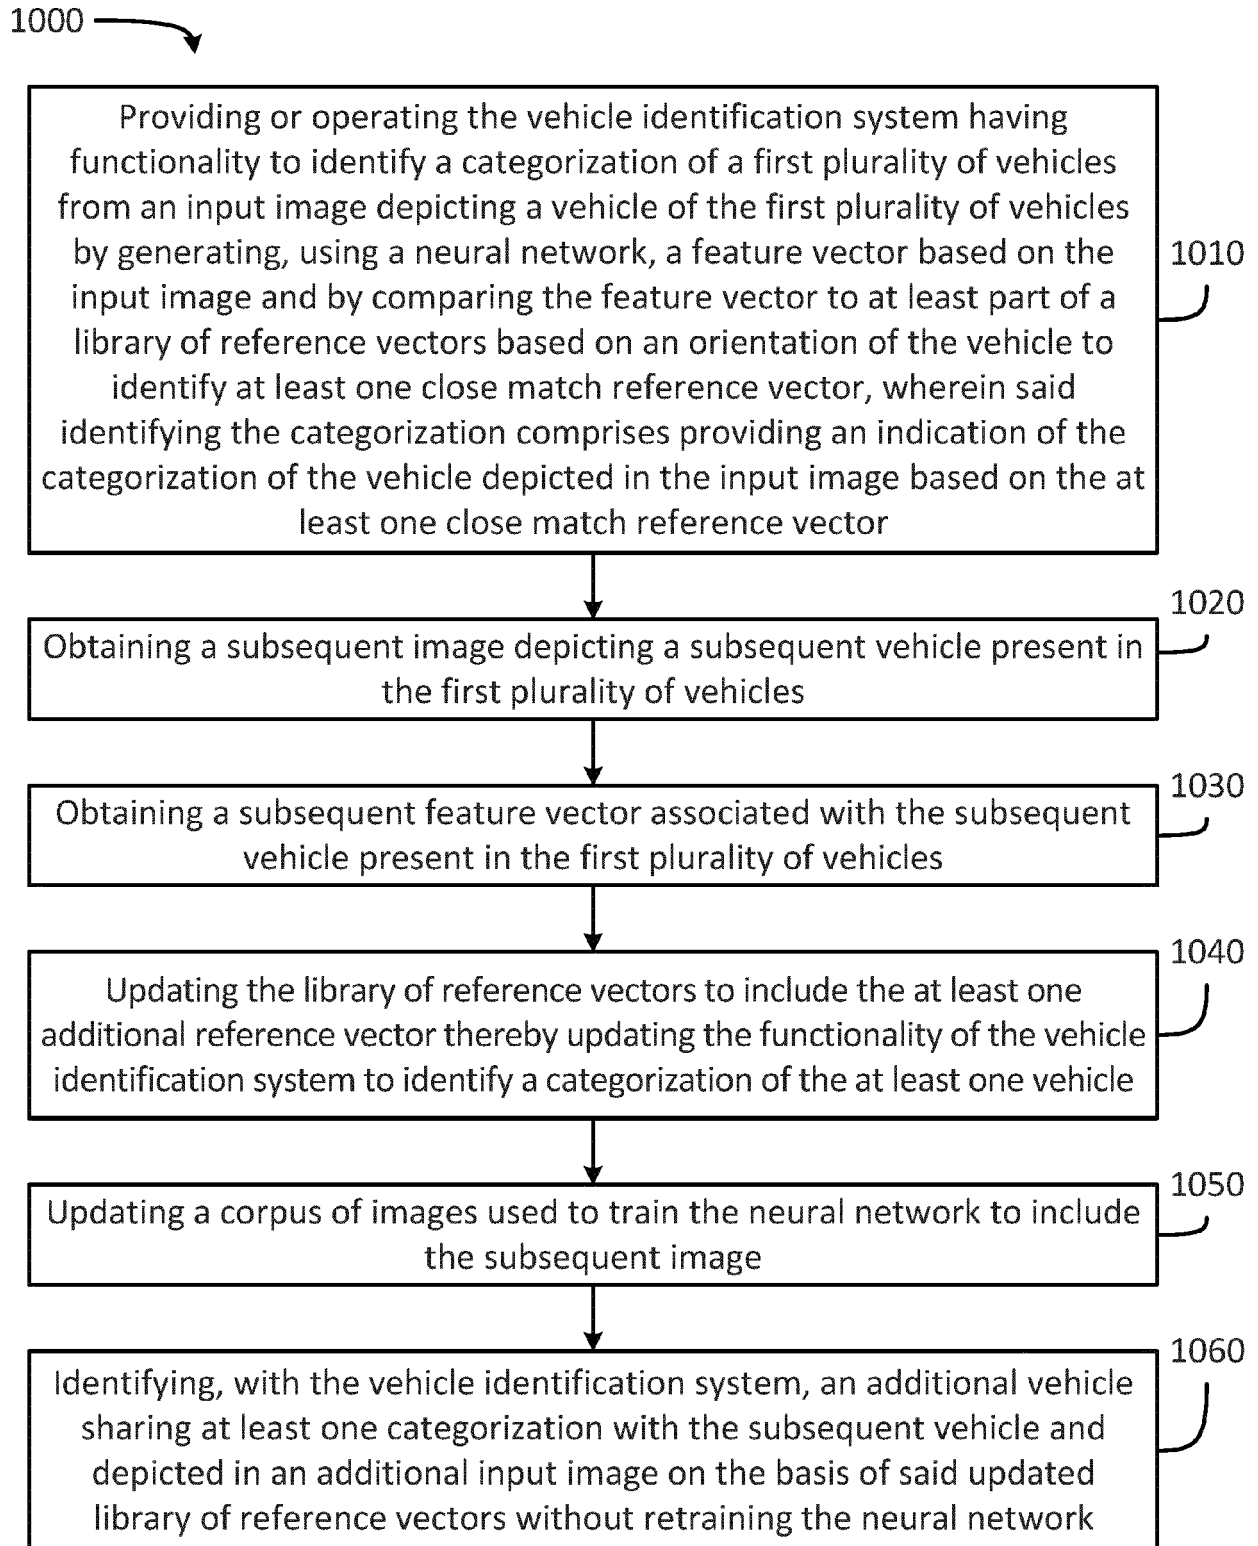 1000
Providing or operating the vehicle identification system having
functionality to identify a categorization of a first plurality of vehicles
from an input image depicting a vehicle of the first plurality of vehicles
by generating, using a neural network, a feature vector based on the
input image and by comparing the feature vector to at least part of a
library of reference vectors based on an orientation of the vehicle to
identify at least one close match reference vector, wherein said
identifying the categorization comprises providing an indication of the
categorization of the vehicle depicted in the input image based on the at
least one close match reference vector
1010
Obtaining a subsequent image depicting a subsequent vehicle present in
the first plurality of vehicles
1020
Obtaining a subsequent feature vector associated with the subsequent
vehicle present in the first plurality of vehicles
1030
Updating the library of reference vectors to include the at least one
additional reference vector thereby updating the functionality of the vehicle
identification system to identify a categorization of the at least one vehicle
1040
Updating a corpus of images used to train the neural network to include
the subsequent image
1050
Identifying, with the vehicle identification system, an additional vehicle
sharing at least one categorization with the subsequent vehicle and
depicted in an additional input image on the basis of said updated
library of reference vectors without retraining the neural network
1060